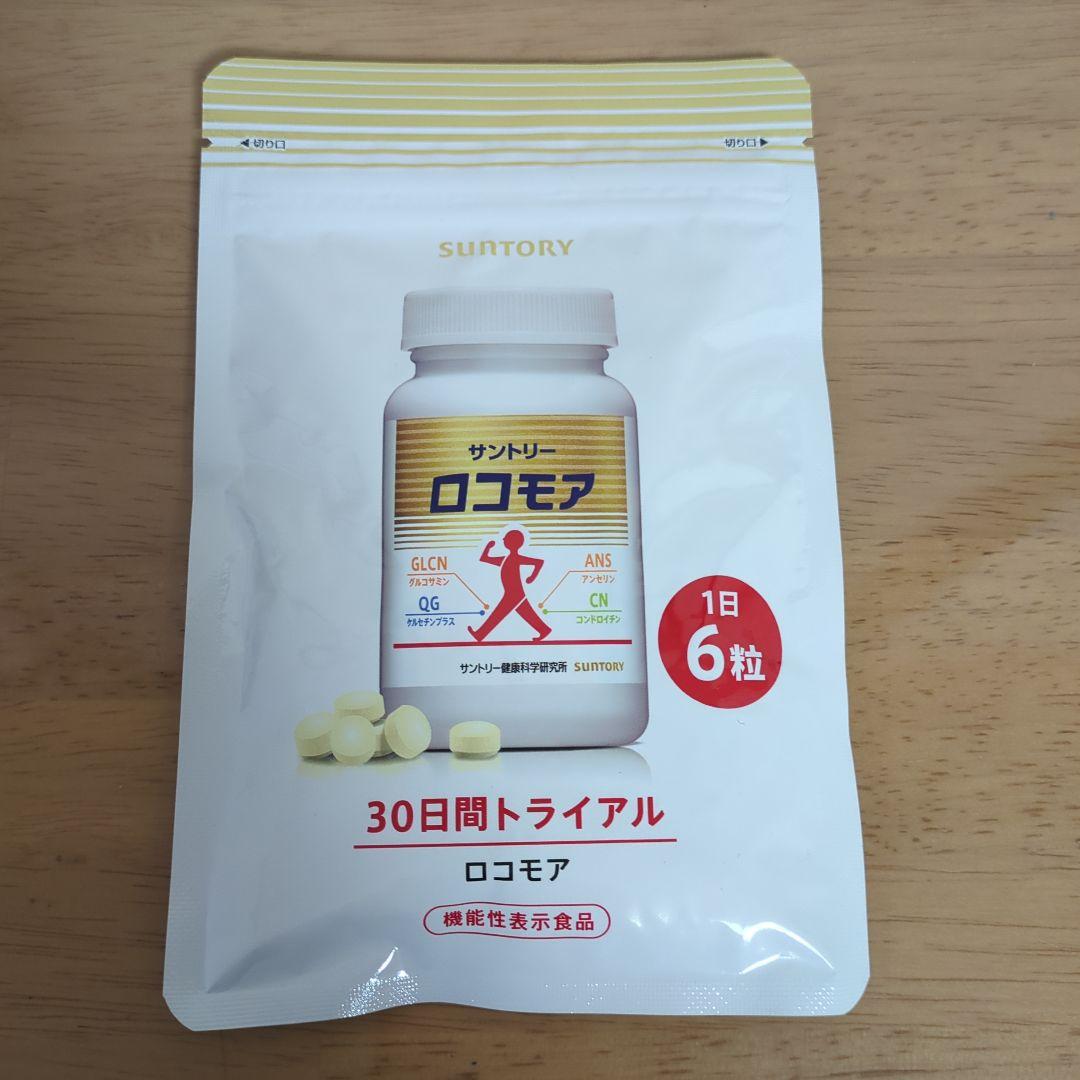 ◀切り口
切り口▶
SUNTORY
サントリー
ロコモア
GLCN
グルコサミン
ANS
アンセリン
QG
ケルセチンプラス
CN
コンドロイチン
サントリー健康科学研究所 SUNTORY
1日
6粒
30日間トライアル
ロコモア
機能性表示食品